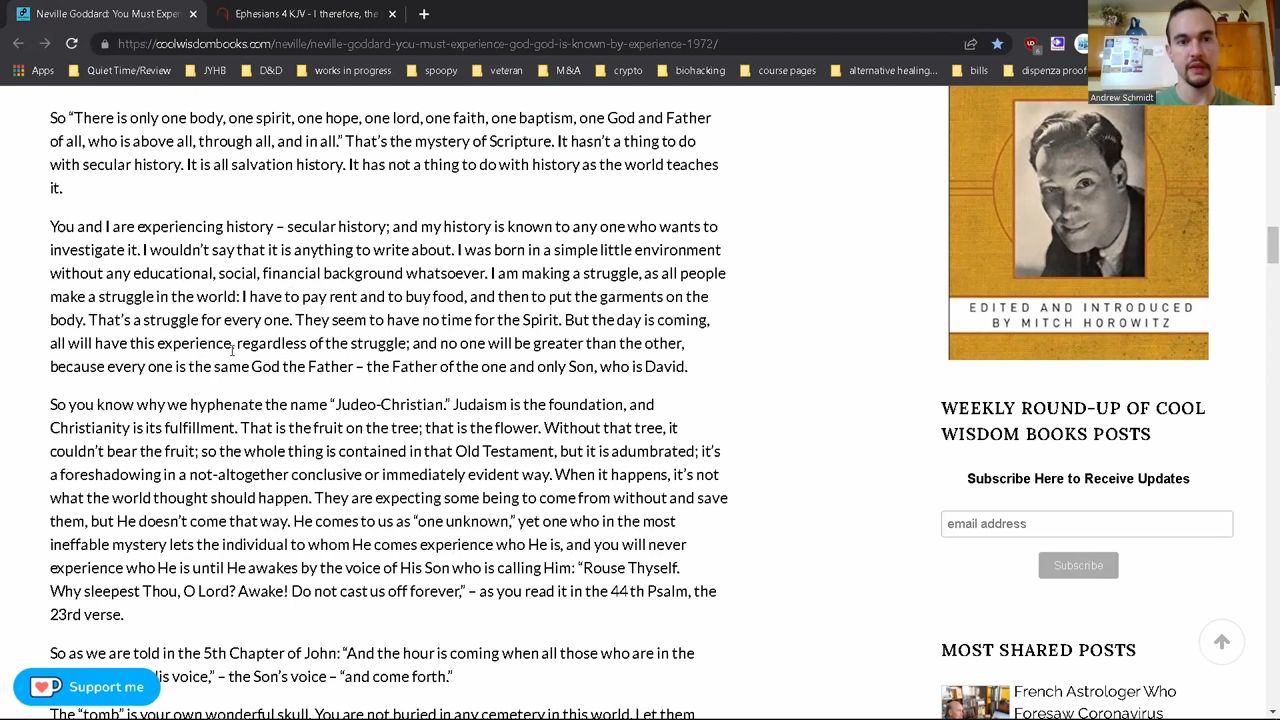 Neville Goddard: You Must Exper
Ephesians 4 KJV - I therefore, the
https://coolwisdombooks.com/neville/neville-goddard-you-must-experience-god-god-is-known-by-experience-1972/
Apps
Quiet Time/Review
JYHB
SD&D
works in progress
therapy
veteran
M&A
crypto
biohacking
course pages
creative healing...
bills
dispenza proof
Andrew Schmidt
So “There is only one body, one spirit, one hope, one lord, one faith, one baptism, one God and Father
of all, who is above all, through all, and in all.” That’s the mystery of Scripture. It hasn’t a thing to do
with secular history. It is all salvation history. It has not a thing to do with history as the world teaches
it.
You and I are experiencing history – secular history; and my history is known to any one who wants to
investigate it. I wouldn’t say that it is anything to write about. I was born in a simple little environment
without any educational, social, financial background whatsoever. I am making a struggle, as all people
make a struggle in the world: I have to pay rent and to buy food, and then to put the garments on the
body. That’s a struggle for every one. They seem to have no time for the Spirit. But the day is coming,
all will have this experience, regardless of the struggle; and no one will be greater than the other,
because every one is the same God the Father – the Father of the one and only Son, who is David.
So you know why we hyphenate the name “Judeo-Christian.” Judaism is the foundation, and
Christianity is its fulfillment. That is the fruit on the tree; that is the flower. Without that tree, it
couldn’t bear the fruit; so the whole thing is contained in that Old Testament, but it is adumbrated; it’s
a foreshadowing in a not-altogether conclusive or immediately evident way. When it happens, it’s not
what the world thought should happen. They are expecting some being to come from without and save
them, but He doesn’t come that way. He comes to us as “one unknown,” yet one who in the most
ineffable mystery lets the individual to whom He comes experience who He is, and you will never
experience who He is until He awakes by the voice of His Son who is calling Him: “Rouse Thyself.
Why sleepest Thou, O Lord? Awake! Do not cast us off forever,” – as you read it in the 44th Psalm, the
23rd verse.
So as we are told in the 5th Chapter of John: “And the hour is coming when all those who are in the
is voice,” – the Son’s voice – “and come forth.”
The “tomb” is your own wonderful skull. You are not buried in any cemetery in this world. Let them
Support me
EDITED AND INTRODUCED
BY MITCH HOROWITZ
WEEKLY ROUND-UP OF COOL
WISDOM BOOKS POSTS
Subscribe Here to Receive Updates
email address
Subscribe
MOST SHARED POSTS
French Astrologer Who
Foresaw Coronavirus